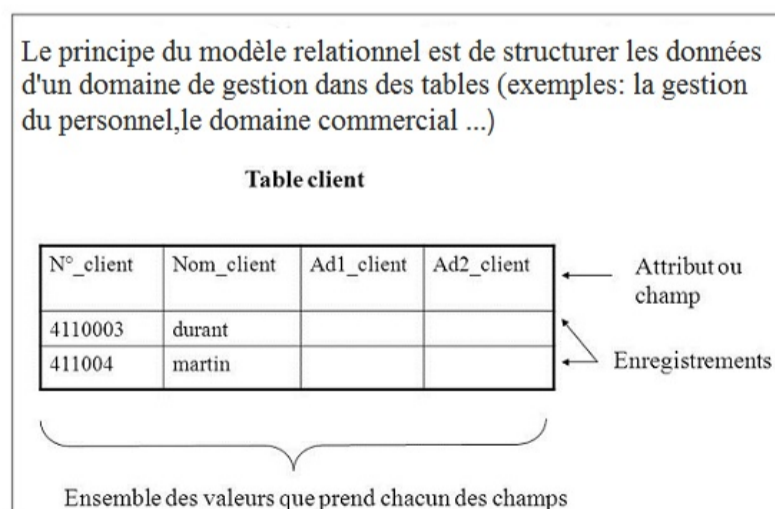 Le principe du modèle relationnel est de structurer les données
d'un domaine de gestion dans des tables (exemples: la gestion
du personnel,le domaine commercial ...)
Table client
N°_client Nom_client Ad1_client Ad2_client
Attribut ou
champ
4110003 durant
411004 martin
Enregistrements
Ensemble des valeurs que prend chacun des champs